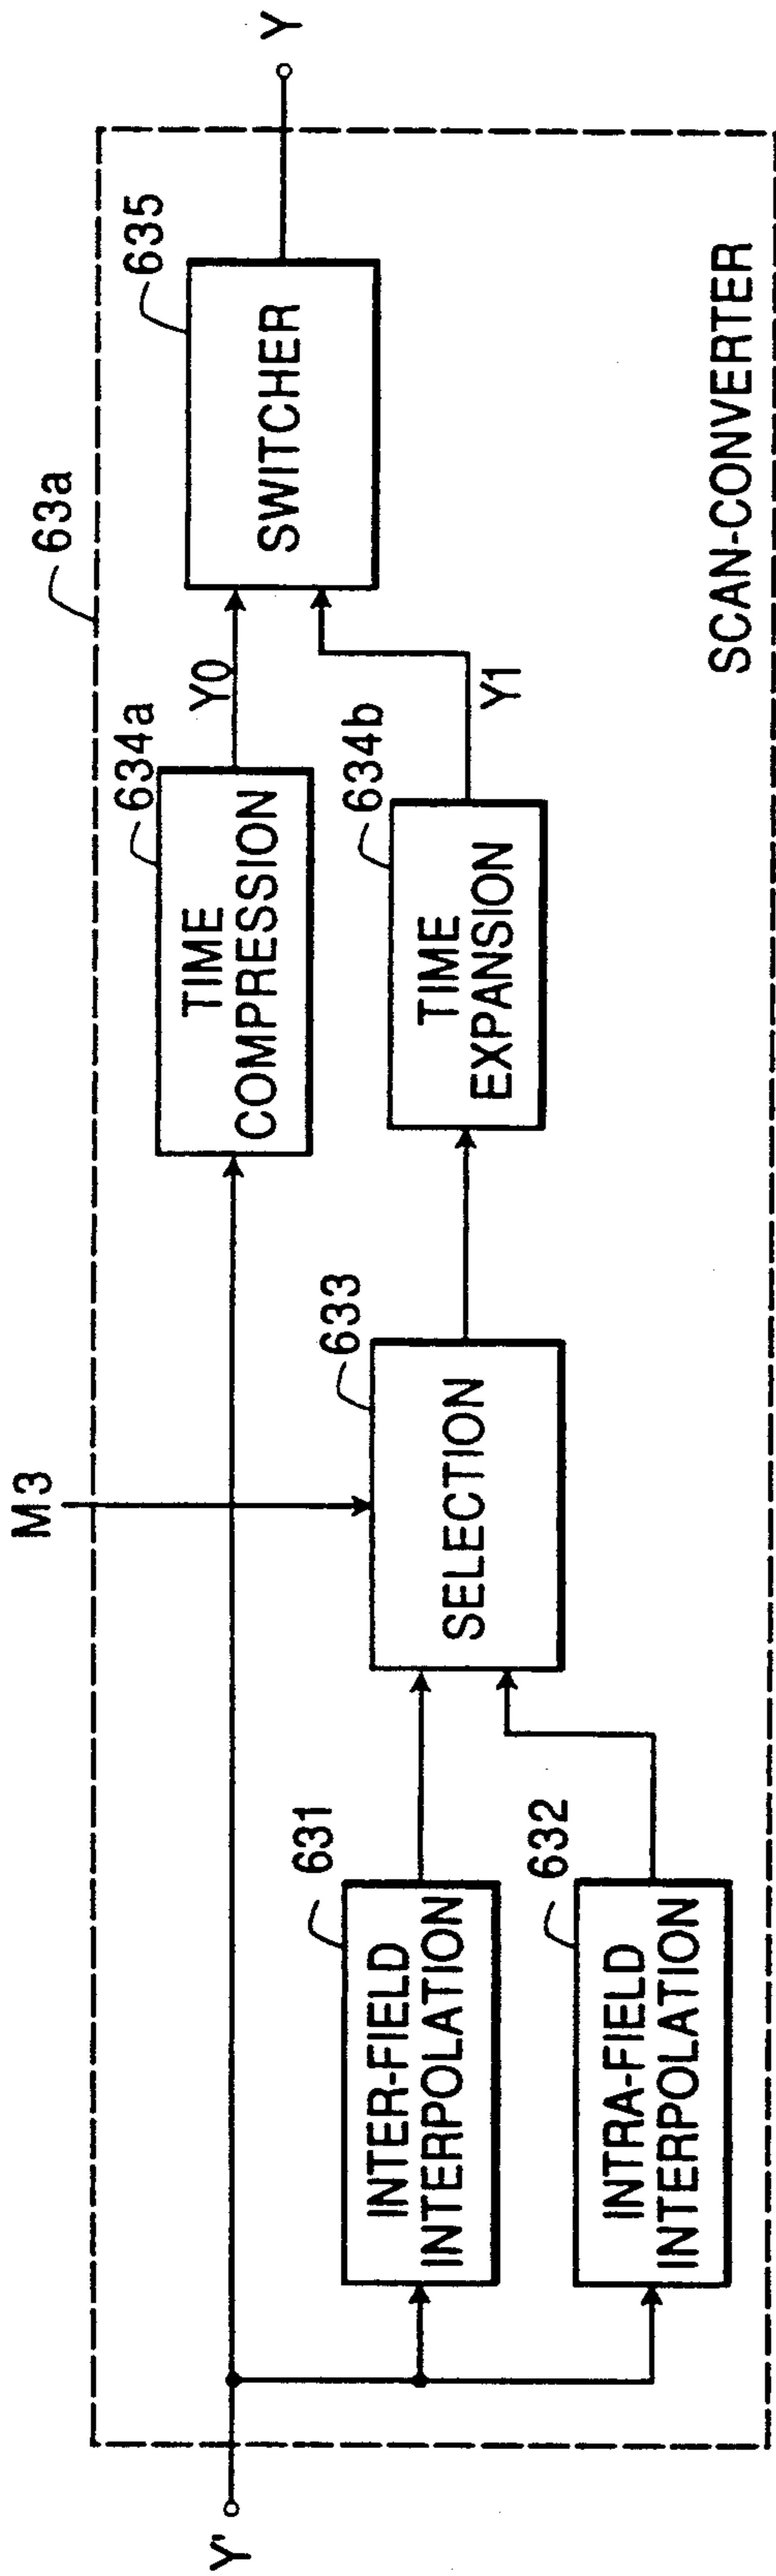 63a
M3
Y'
631
INTER-FIELD
INTERPOLATION
632
INTRA-FIELD
INTERPOLATION
633
SELECTION
634a
TIME
COMPRESSION
634b
TIME
EXPANSION
Y0
Y1
635
SWITCHER
Y
SCAN-CONVERTER